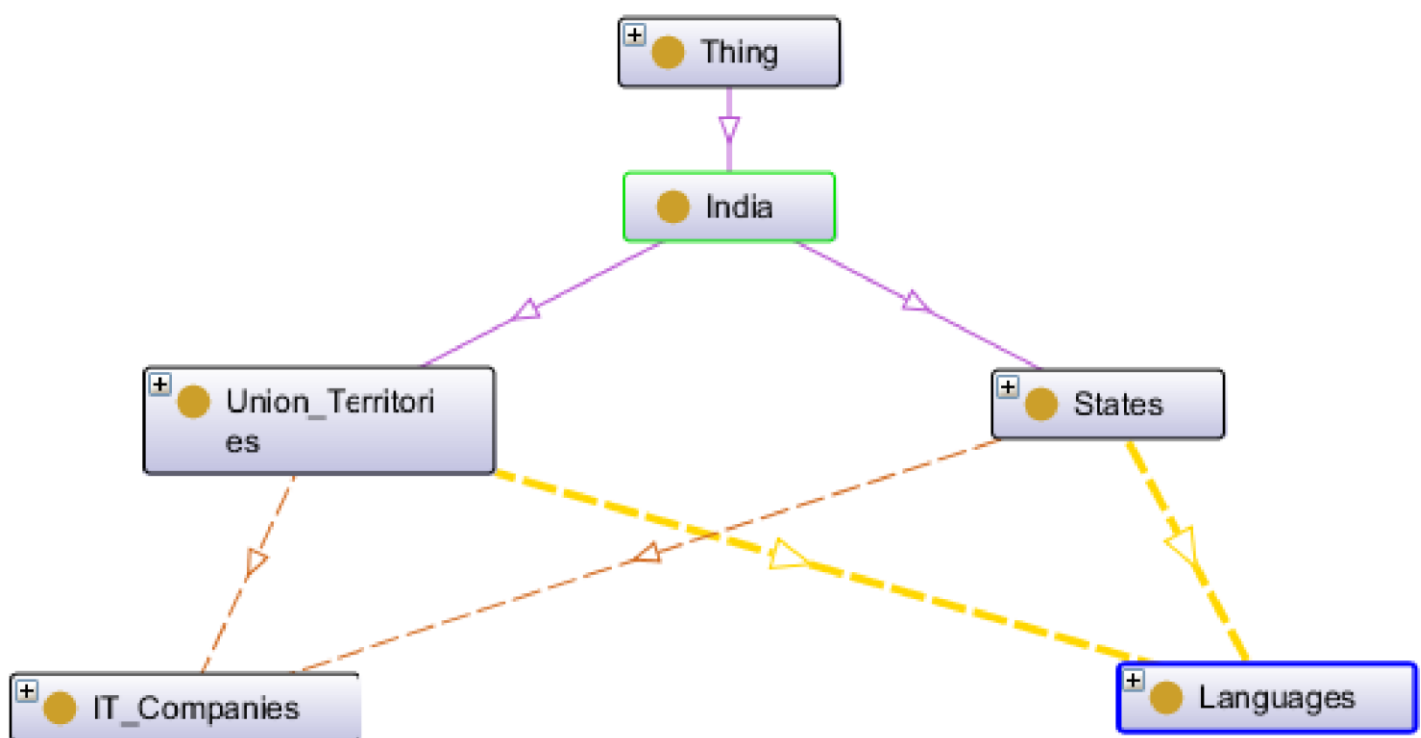 Thing
India
Union_Territori
es
States
IT_Companies
Languages